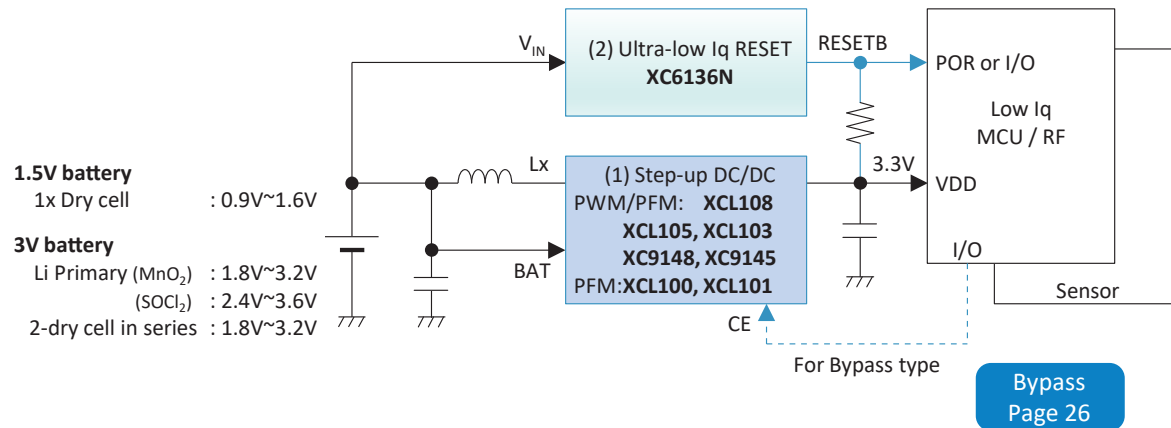 V_IN
(2) Ultra-low Iq RESET
XC6136N
RESETB
POR or I/O
Low Iq
MCU / RF
1.5V battery
1x Dry cell : 0.9V~1.6V
3V battery
Li Primary (MnO₂) : 1.8V~3.2V
(SOCl₂) : 2.4V~3.6V
2-dry cell in series : 1.8V~3.2V
Lx
BAT
(1) Step-up DC/DC
PWM/PFM: XCL108
XCL105, XCL103
XC9148, XC9145
PFM:XCL100, XCL101
3.3V
VDD
I/O
Sensor
CE
For Bypass type
Bypass
Page 26